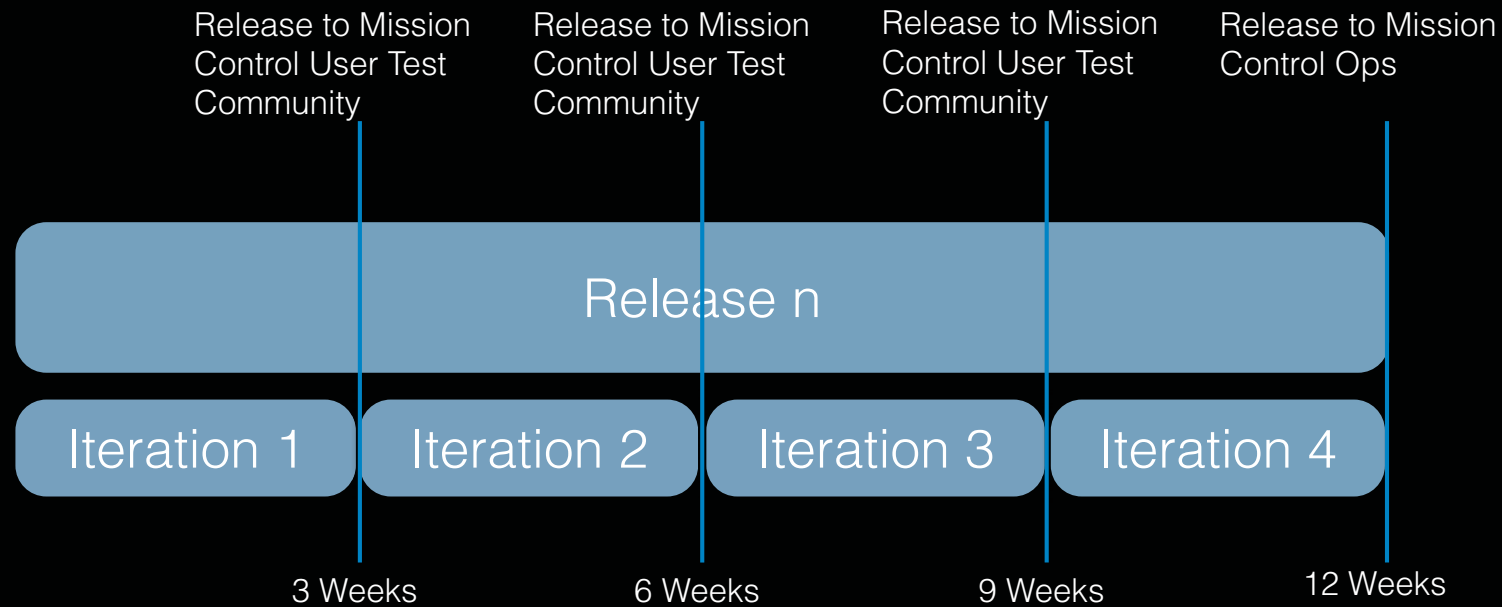 Release to Mission
Control User Test
Community
Release to Mission
Control User Test
Community
Release to Mission
Control User Test
Community
Release to Mission
Control Ops
Release n
Iteration 1
Iteration 2
Iteration 3
Iteration 4
3 Weeks
6 Weeks
9 Weeks
12 Weeks